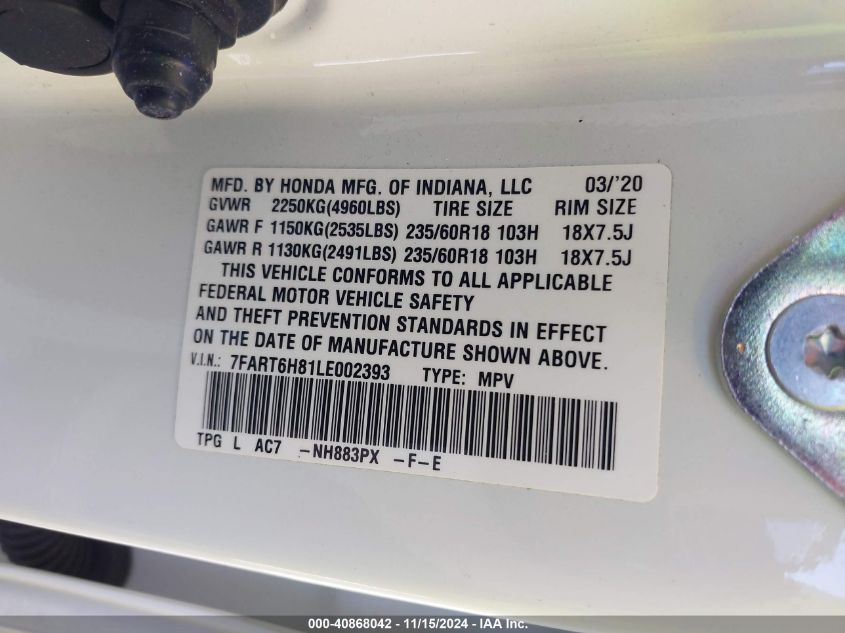 MFD. BY HONDA MFG. OF INDIANA, LLC 03/'20
GVWR 2250KG(4960LBS) TIRE SIZE RIM SIZE
GAWR F 1150KG(2535LBS) 235/60R18 103H 18X7.5J
GAWR R 1130KG(2491LBS) 235/60R18 103H 18X7.5J
THIS VEHICLE CONFORMS TO ALL APPLICABLE
FEDERAL MOTOR VEHICLE SAFETY
AND THEFT PREVENTION STANDARDS IN EFFECT
ON THE DATE OF MANUFACTURE SHOWN ABOVE.
V.I.N.: 7FART6H81LE002393 TYPE: MPV
TPG L AC7 -NH883PX -F-E
000-40868042 - 11/15/2024 - IAA Inc.